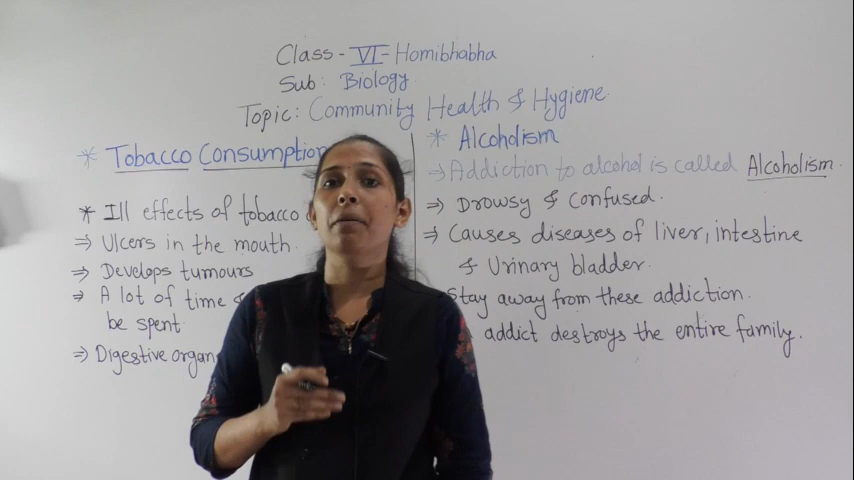 Class - VI - Homibhabha
Sub: Biology
Topic: Community Health & Hygiene
* Tobacco Consumption
* Ill effects of tobacco
⇒ Ulcers in the mouth.
⇒ Develops tumours
⇒ A lot of time &
be spent
⇒ Digestive organ
* Alcoholism
⇒ Addiction to alcohol is called Alcoholism.
⇒ Drowsy & Confused.
⇒ Causes diseases of liver, intestine
& Urinary bladder.
Stay away from these addiction.
addict destroys the entire family.